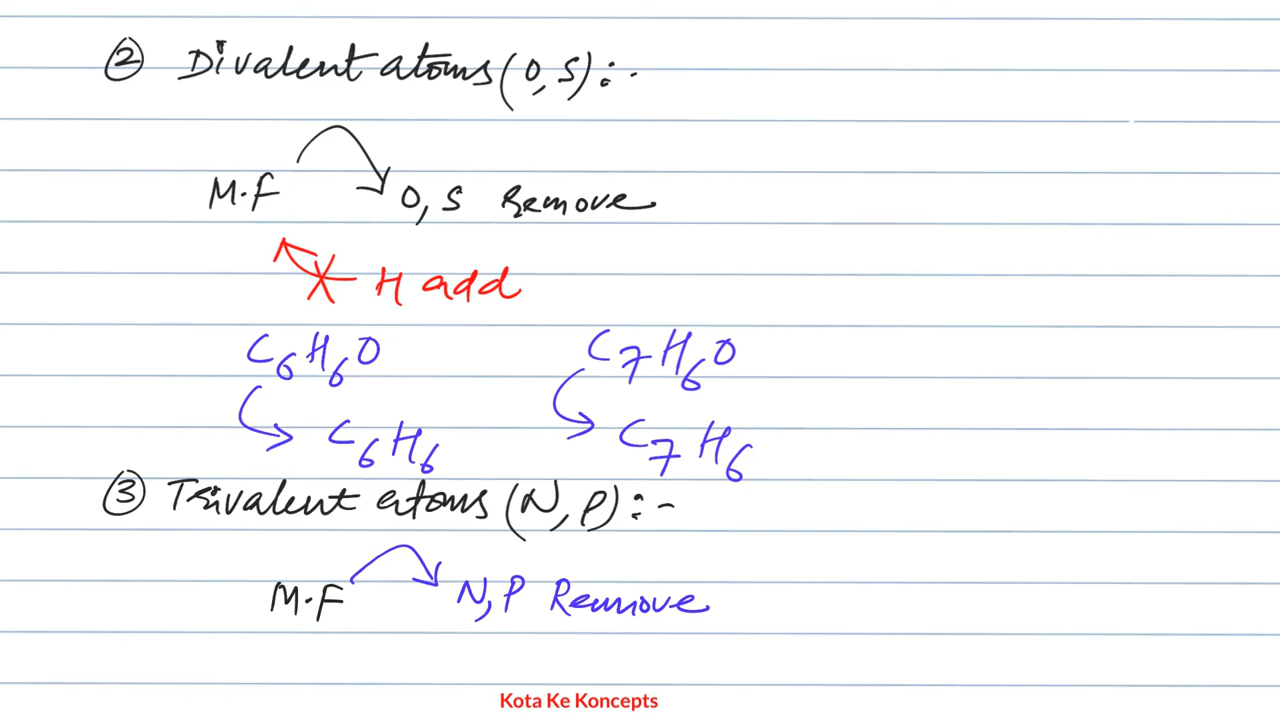 ② Divalent atoms (O, S) :-
M.F O, S Remove
H add
C₆H₆O C₇H₆O
C₆H₆ C₇H₆
③ Trivalent atoms (N, P) :-
M.F N, P Remove
Kota Ke Koncepts